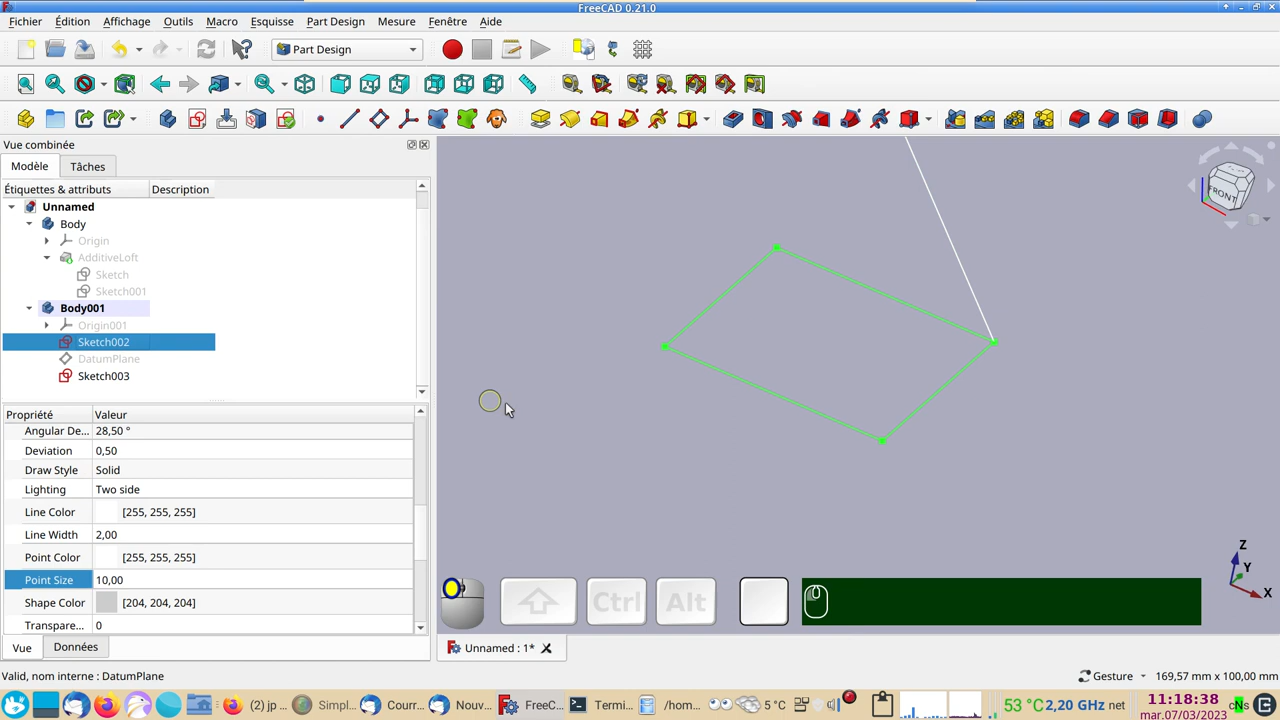 FreeCAD 0.21.0
Fichier Édition Affichage Outils Macro Esquisse Part Design Mesure Fenêtre Aide
Part Design
Vue combinée
Modèle Tâches
Étiquettes & attributs Description
Unnamed
Body
Origin
AdditiveLoft
Sketch
Sketch001
Body001
Origin001
Sketch002
DatumPlane
Sketch003
Propriété Valeur
Angular De... 28,50 °
Deviation 0,50
Draw Style Solid
Lighting Two side
Line Color [255, 255, 255]
Line Width 2,00
Point Color [255, 255, 255]
Point Size 10,00
Shape Color [204, 204, 204]
Transpare... 0
Vue Données
FRONT
Z
Y
X
Ctrl Alt
Unnamed : 1*
Valid, nom interne : DatumPlane
Gesture 169,57 mm x 100,00 mm
(2) jp ... Simpl... Courr... Nouv... FreeC... Termi... /hom...
5 °C
53 °C 2,20 GHz net
11:18:38
mar.07/03/2023
cNs